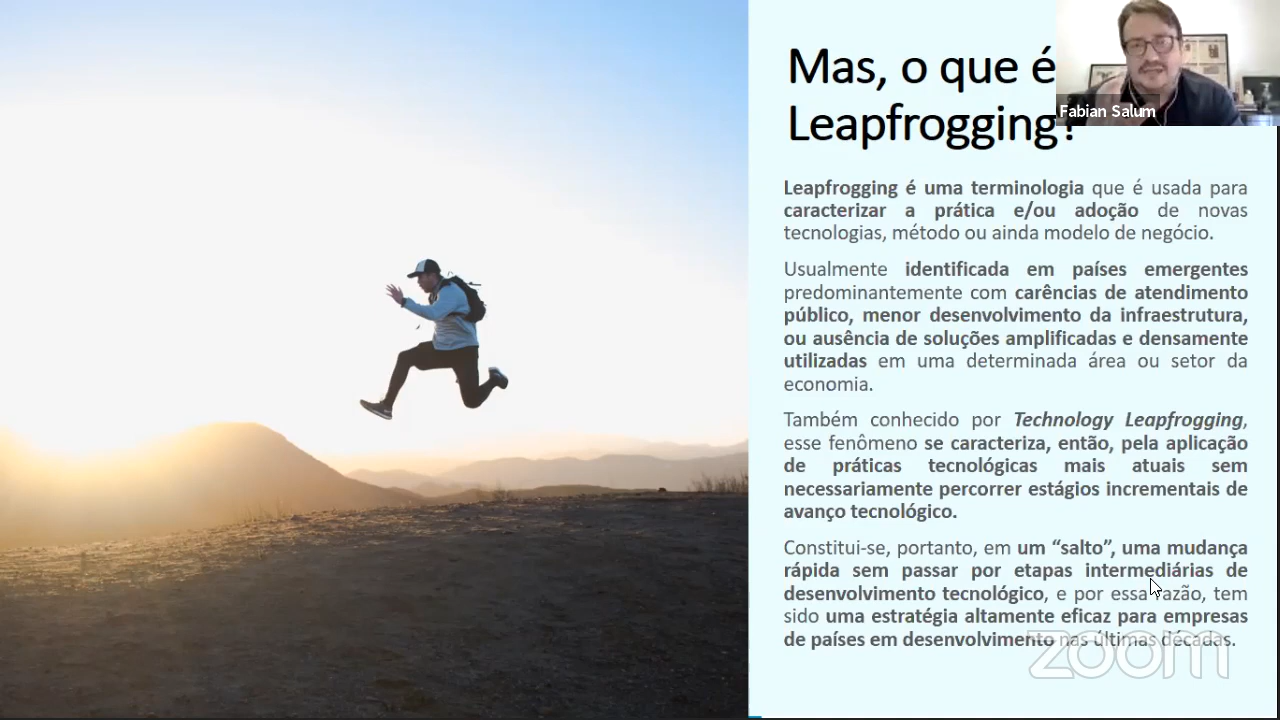 Mas, o que é
Leapfrogging?
Fabian Salum
Leapfrogging é uma terminologia que é usada para
caracterizar a prática e/ou adoção de novas
tecnologias, método ou ainda modelo de negócio.
Usualmente identificada em países emergentes
predominantemente com carências de atendimento
público, menor desenvolvimento da infraestrutura,
ou ausência de soluções amplificadas e densamente
utilizadas em uma determinada área ou setor da
economia.
Também conhecido por Technology Leapfrogging,
esse fenômeno se caracteriza, então, pela aplicação
de práticas tecnológicas mais atuais sem
necessariamente percorrer estágios incrementais de
avanço tecnológico.
Constitui-se, portanto, em um “salto”, uma mudança
rápida sem passar por etapas intermediárias de
desenvolvimento tecnológico, e por essa razão, tem
sido uma estratégia altamente eficaz para empresas
de países em desenvolvimento nas últimas décadas.
zoom